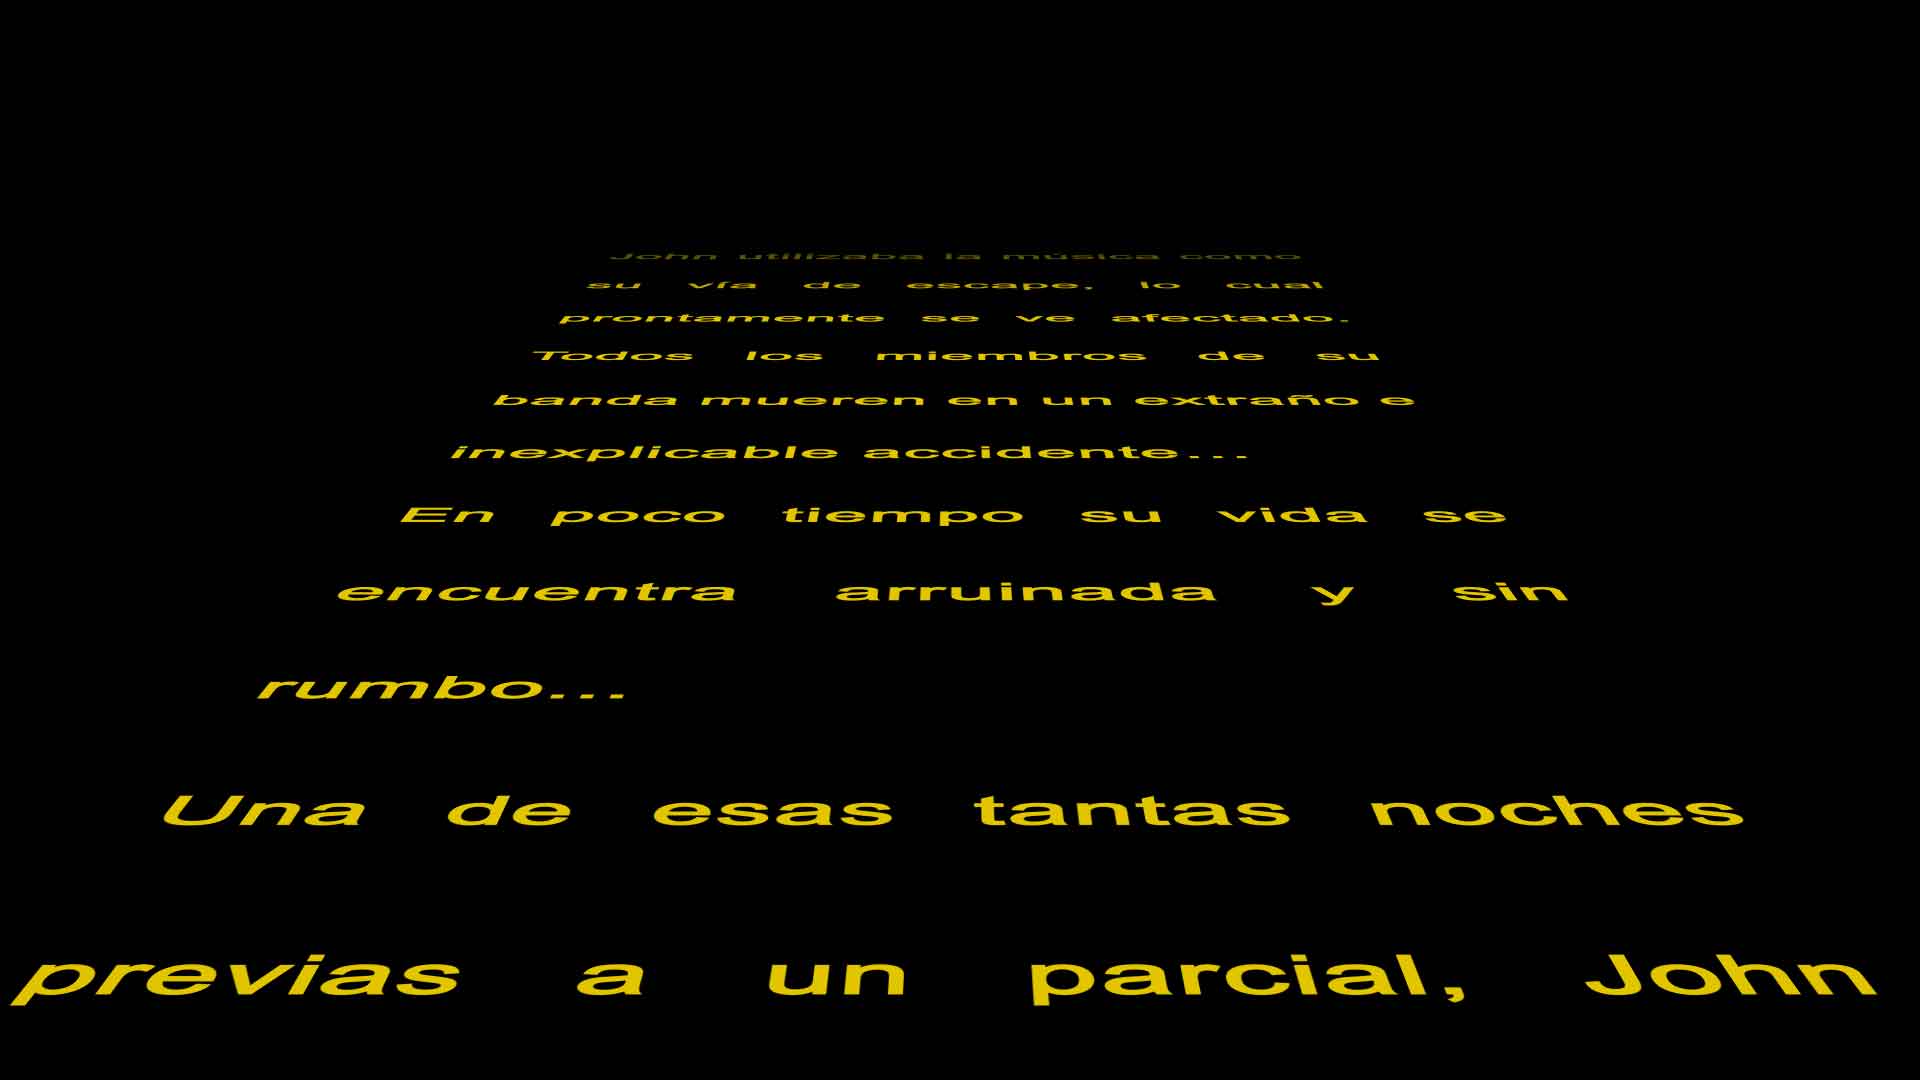 John utilizaba la música como
su vía de escape, lo cual
prontamente se ve afectado.
Todos los miembros de su
banda mueren en un extraño e
inexplicable accidente...
En poco tiempo su vida se
encuentra arruinada y sin
rumbo...
Una de esas tantas noches
previas a un parcial, John